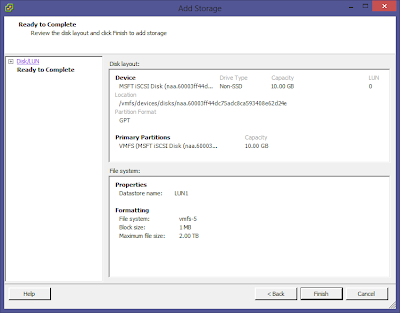 Add Storage
Ready to Complete
Review the disk layout and click Finish to add storage
Disk/LUN
Ready to Complete
Disk layout:
Device Drive Type Capacity LUN
MSFT iSCSI Disk (naa.60003ff44d... Non-SSD 10.00 GB 0
Location
/vmfs/devices/disks/naa.60003ff44dc75adc8ca593408e62d24e
Partition Format
GPT
Primary Partitions Capacity
VMFS (MSFT iSCSI Disk (naa.60003... 10.00 GB
File system:
Properties
Datastore name: LUN1
Formatting
File system: vmfs-5
Block size: 1 MB
Maximum file size: 2.00 TB
Help < Back Finish Cancel